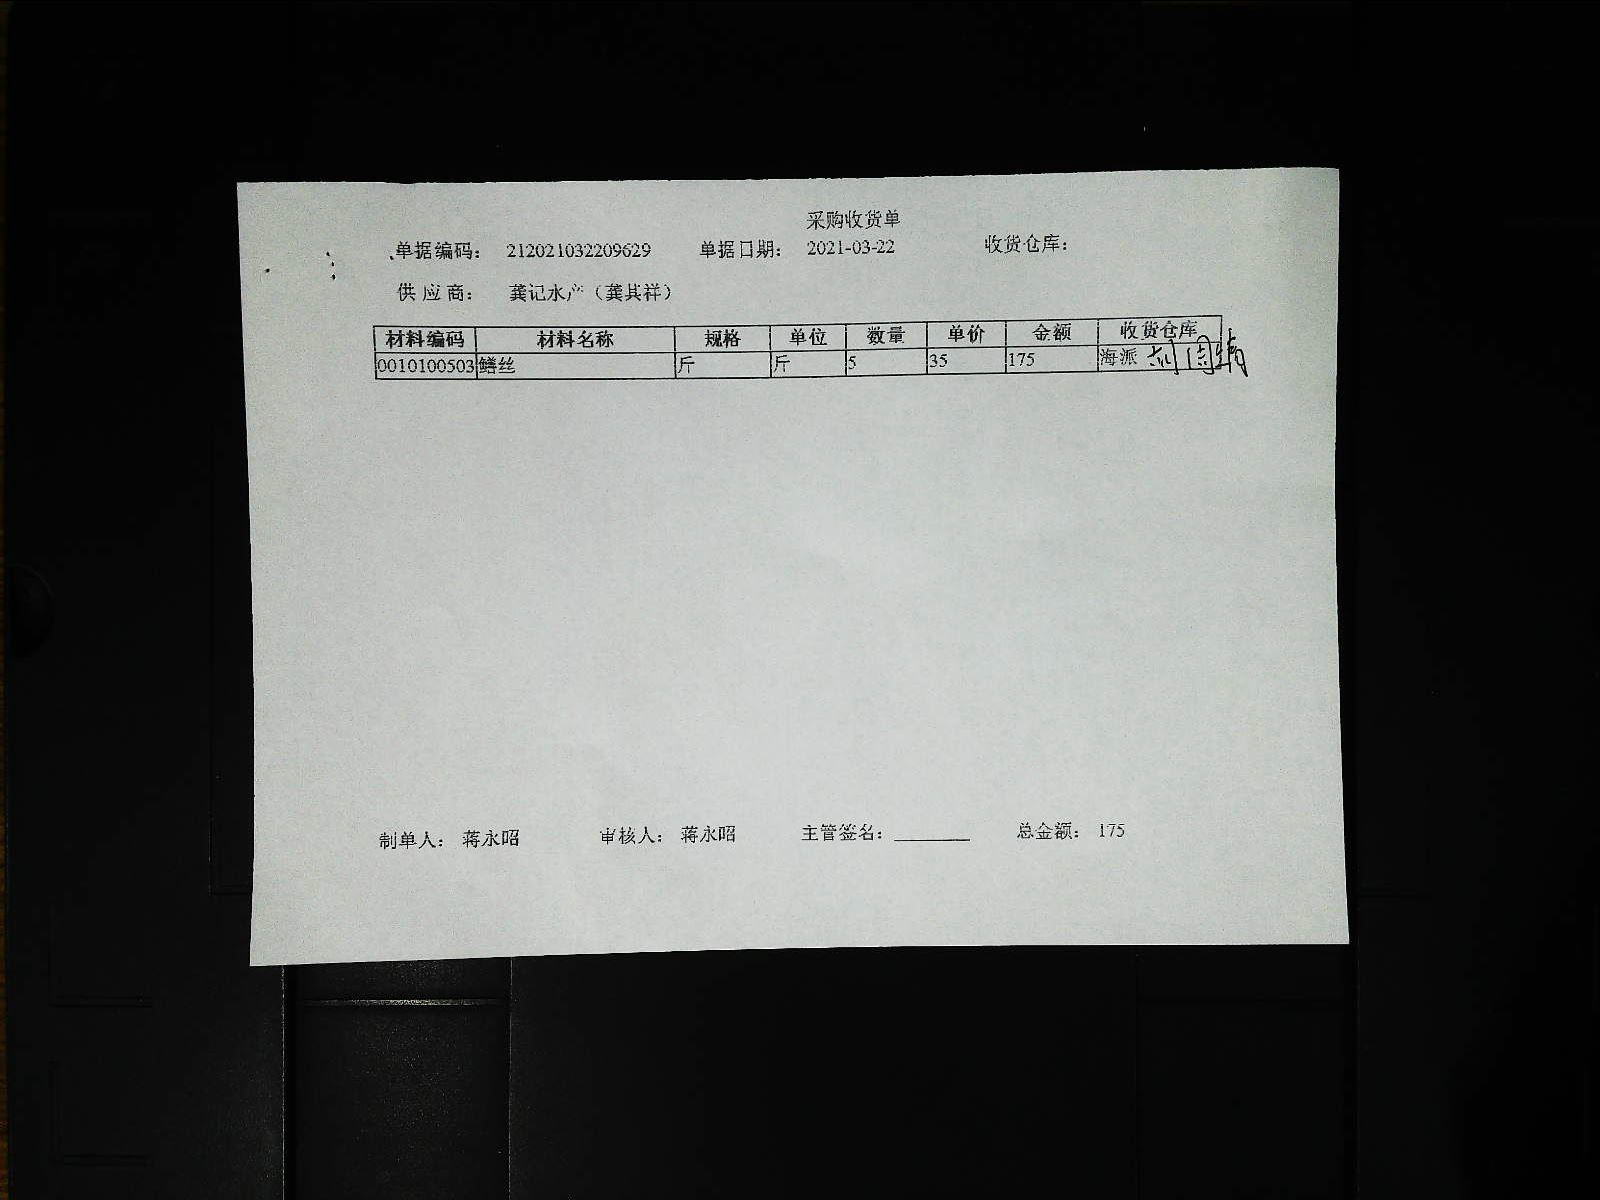 采购收货单
单据编码： 212021032209629 单据日期： 2021-03-22 收货仓库：
供 应 商： 龚记水产（龚其祥）
材料编码 材料名称 规格 单位 数量 单价 金额 收货仓库
0010100503 鳝丝 斤 斤 5 35 175 海派
制单人： 蒋永昭 审核人： 蒋永昭 主管签名： 总金额： 175